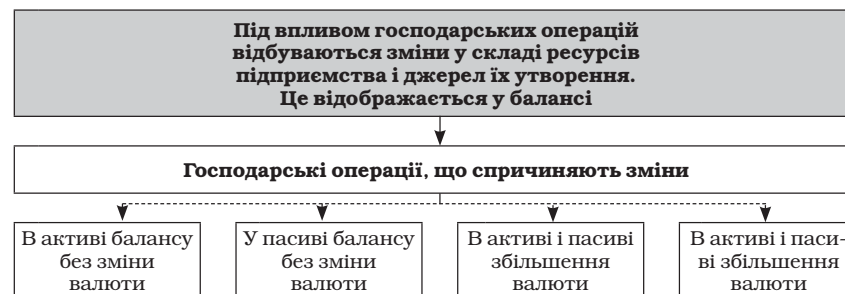 Під впливом господарських операцій
відбуваються зміни у складі ресурсів
підприємства і джерел їх утворення.
Це відображається у балансі
Господарські операції, що спричиняють зміни
В активі балансу
без зміни
валюти
У пасиві балансу
без зміни
валюти
В активі і пасиві
збільшення
валюти
В активі і паси-
ві збільшення
валюти